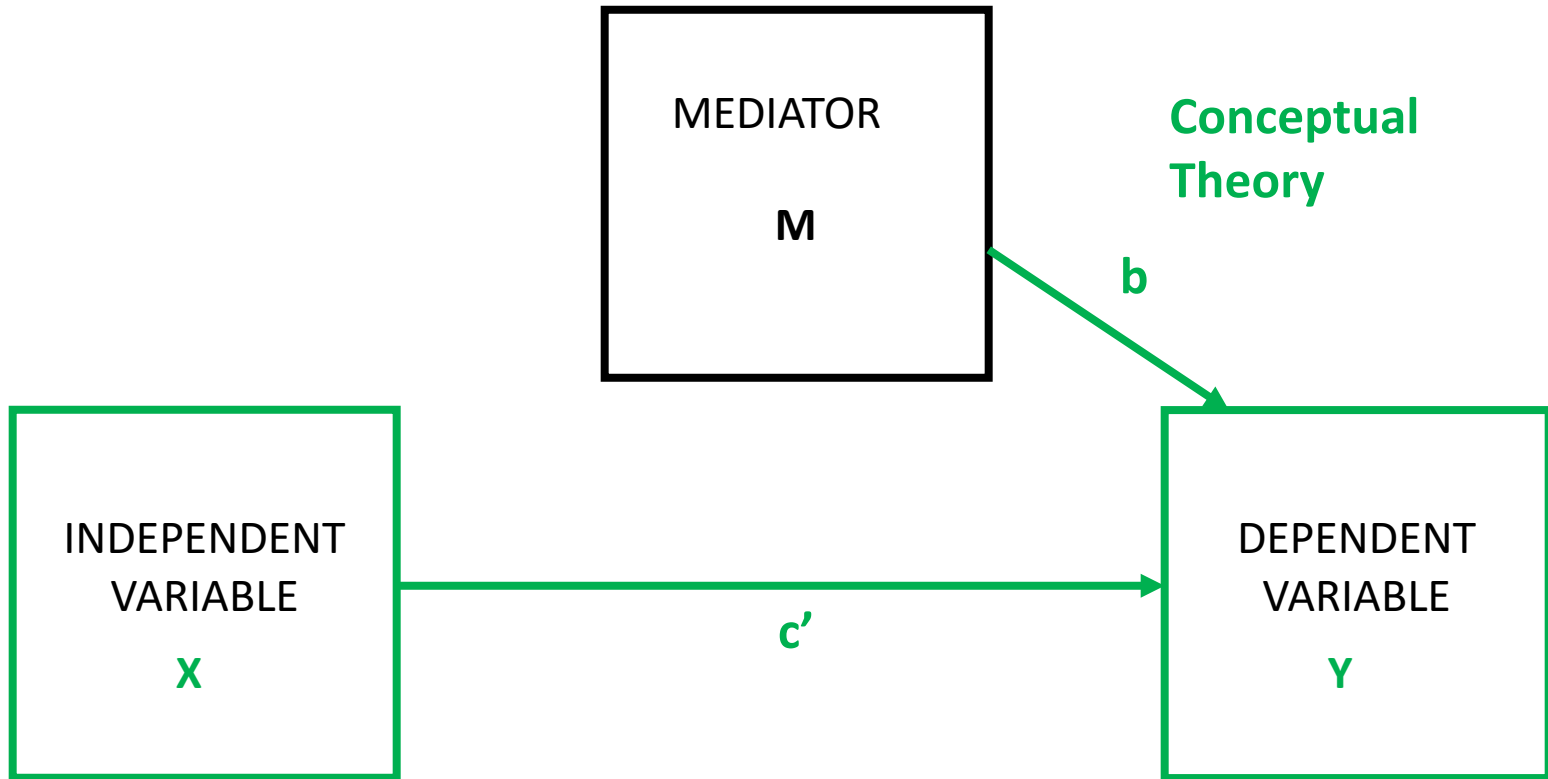 MEDIATOR
M
Conceptual
Theory
b
INDEPENDENT
VARIABLE
X
c’
DEPENDENT
VARIABLE
Y